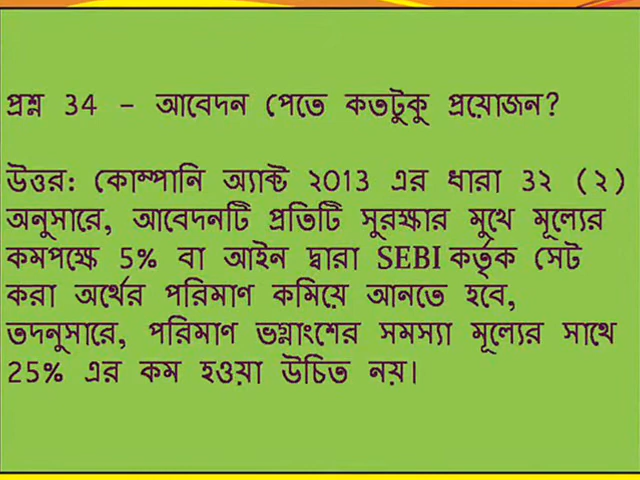 প্রশ্ন 34 - আবেদন পেতে কতটুকু প্রয়োজন?
উত্তর: কোম্পানি অ্যাক্ট ২013 এর ধারা 3২ (২)
অনুসারে, আবেদনটি প্রতিটি সুরক্ষার মুখে মূল্যের
কমপক্ষে 5% বা আইন দ্বারা SEBI কর্তৃক সেট
করা অর্থের পরিমাণ কমিয়ে আনতে হবে,
তদনুসারে, পরিমাণ ভগ্নাংশের সমস্যা মূল্যের সাথে
25% এর কম হওয়া উচিত নয়।